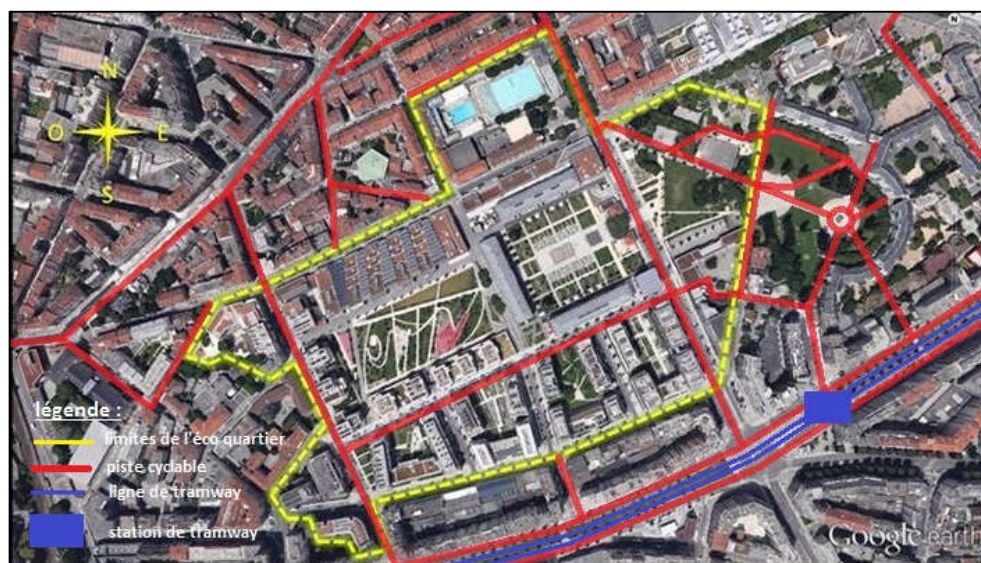 N
N
O E
S
légende :
limites de l'éco quartier
piste cyclable
ligne de tramway
station de tramway
Google earth